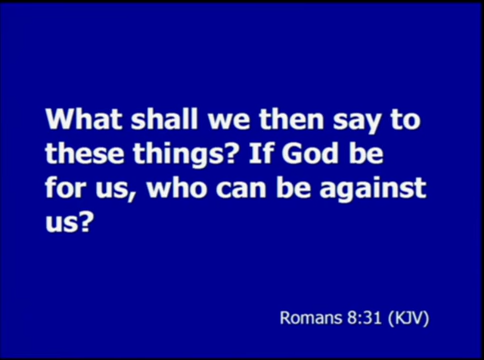 What shall we then say to
these things? If God be
for us, who can be against
us?
Romans 8:31 (KJV)